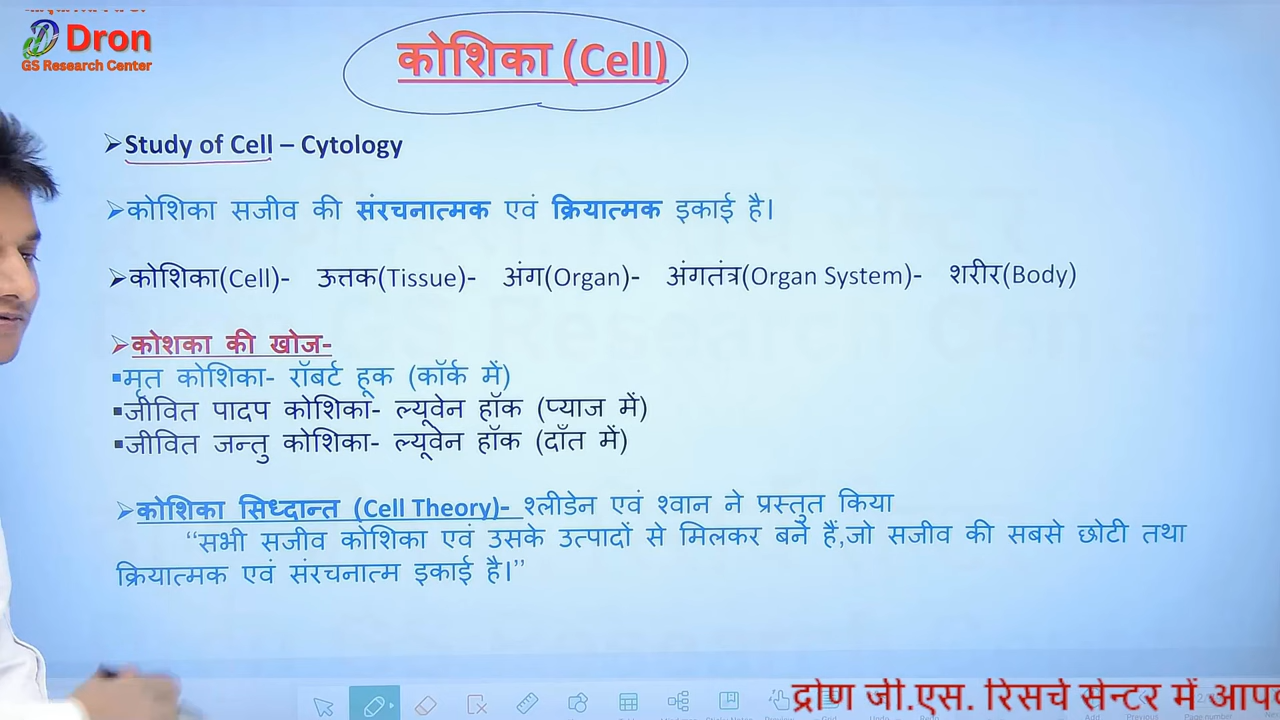 Dron
GS Research Center
कोशिका (Cell)
➢Study of Cell – Cytology
➢कोशिका सजीव की संरचनात्मक एवं क्रियात्मक इकाई है।
➢कोशिका(Cell)- ऊत्तक(Tissue)- अंग(Organ)- अंगतंत्र(Organ System)- शरीर(Body)
➢कोशका की खोज-
▪मृत कोशिका- रॉबर्ट हूक (कॉर्क में)
▪जीवित पादप कोशिका- ल्यूवेन हॉक (प्याज में)
▪जीवित जन्तु कोशिका- ल्यूवेन हॉक (दाँत में)
➢कोशिका सिध्दान्त (Cell Theory)- श्लीडेन एवं श्वान ने प्रस्तुत किया
“सभी सजीव कोशिका एवं उसके उत्पादों से मिलकर बने हैं,जो सजीव की सबसे छोटी तथा
क्रियात्मक एवं संरचनात्म इकाई है।”
द्रोण जी.एस. रिसर्च सेन्टर में